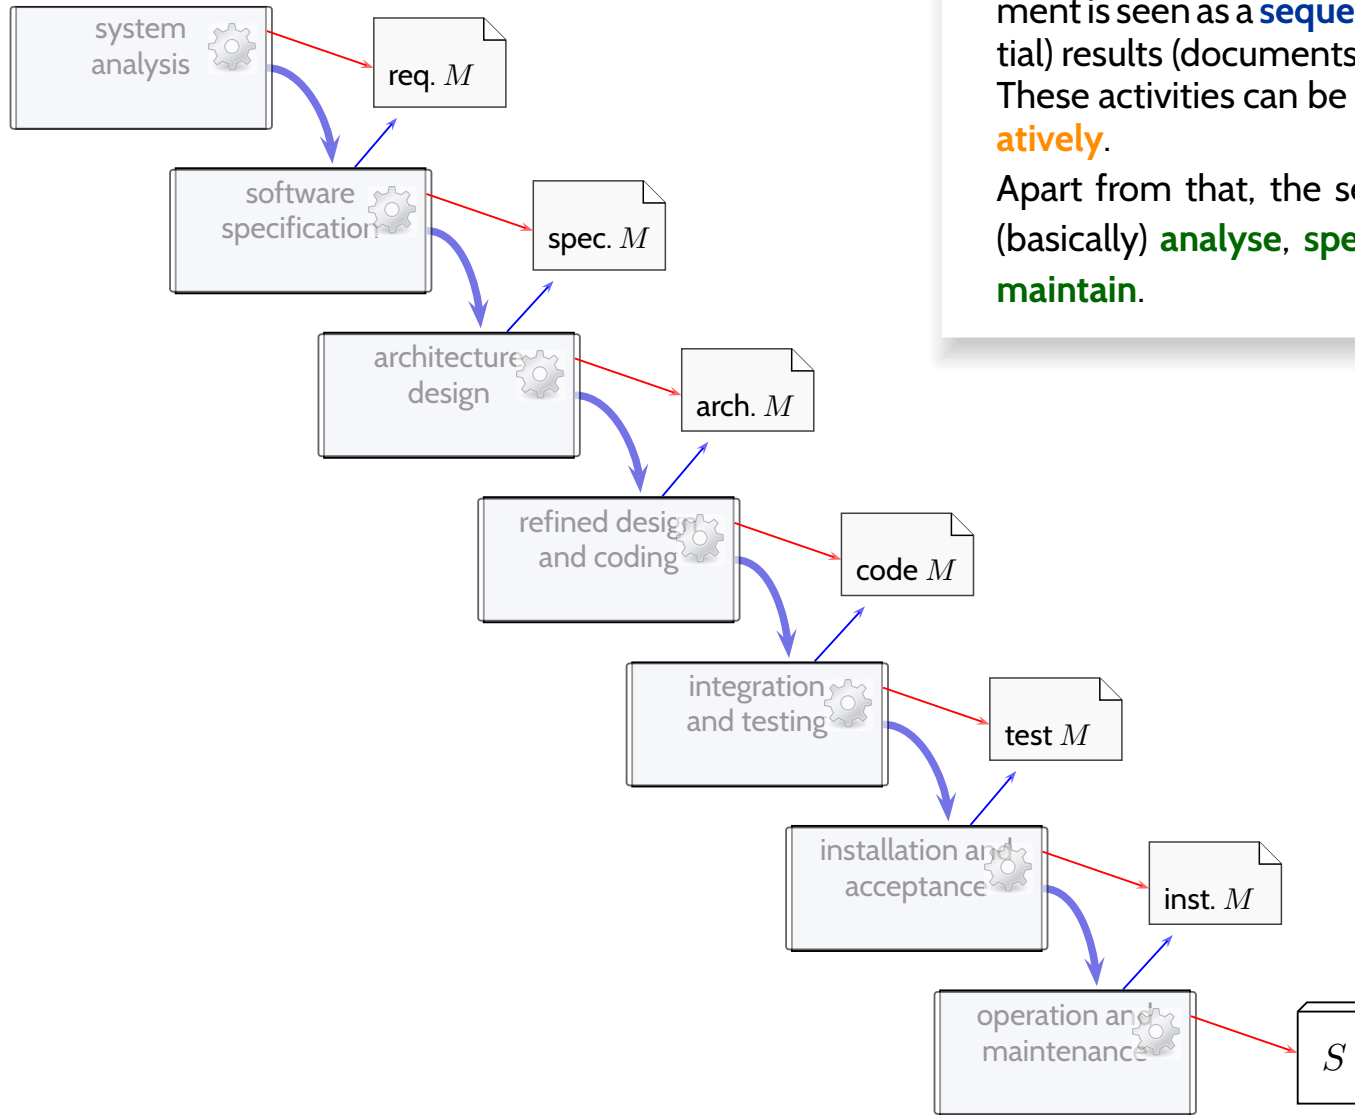 system
analysis
req. M
ment is seen as a seque
tial) results (documents
These activities can be
atively.
Apart from that, the se
(basically) analyse, spe
maintain.
software
specification
spec. M
architecture
design
arch. M
refined design
and coding
code M
integration
and testing
test M
installation and
acceptance
inst. M
operation and
maintenance
S